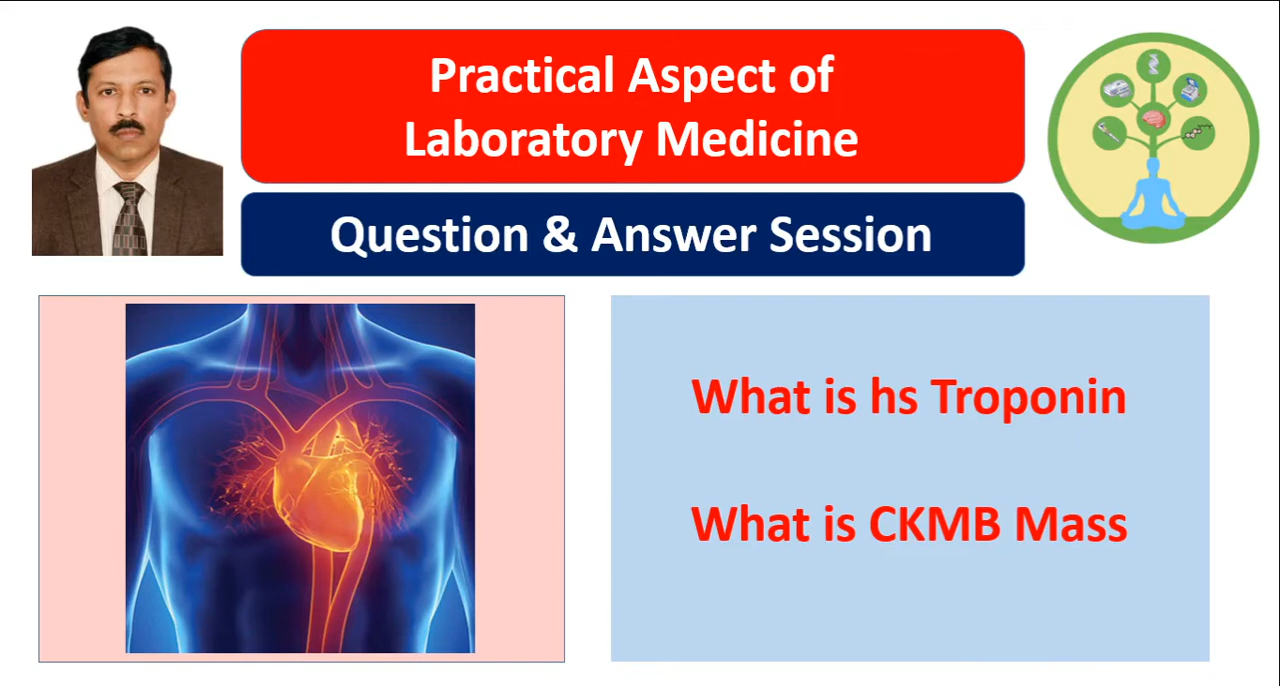 Practical Aspect of
Laboratory Medicine
Question & Answer Session
What is hs Troponin
What is CKMB Mass